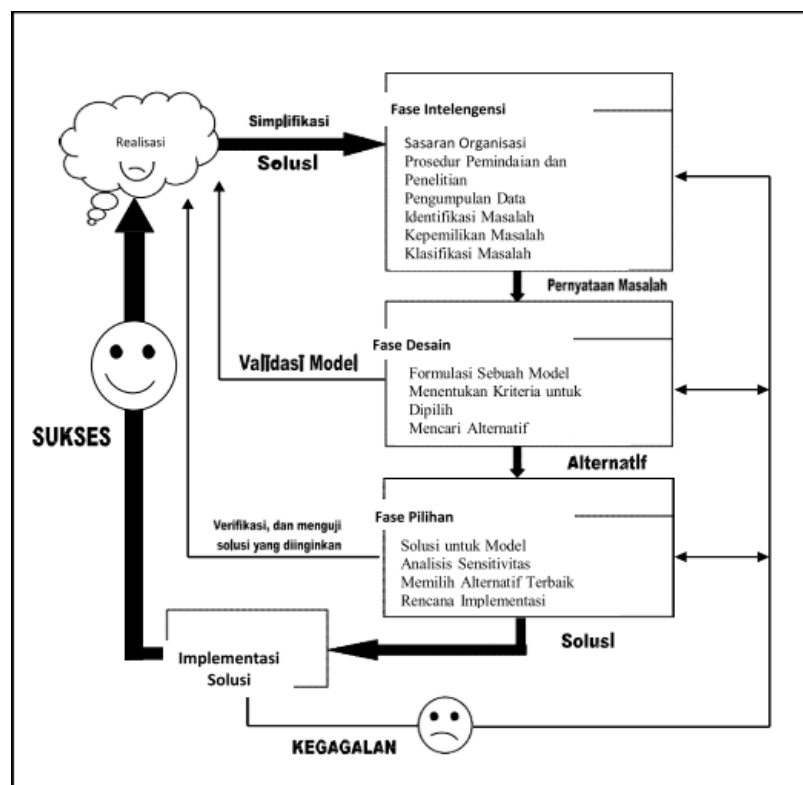 Realisasi
Simplifikasi
Solusi
Fase Intelengensi
Sasaran Organisasi
Prosedur Pemindaian dan
Penelitian
Pengumpulan Data
Identifikasi Masalah
Kepemilikan Masalah
Klasifikasi Masalah
Pernyataan Masalah
Fase Desain
Formulasi Sebuah Model
Menentukan Kriteria untuk
Dipilih
Mencari Alternatif
Validasi Model
Alternatif
SUKSES
Fase Pilihan
Solusi untuk Model
Analisis Sensitivitas
Memilih Alternatif Terbaik
Rencana Implementasi
Verifikasi, dan menguji
solusi yang diinginkan
Solusi
Implementasi
Solusi
KEGAGALAN